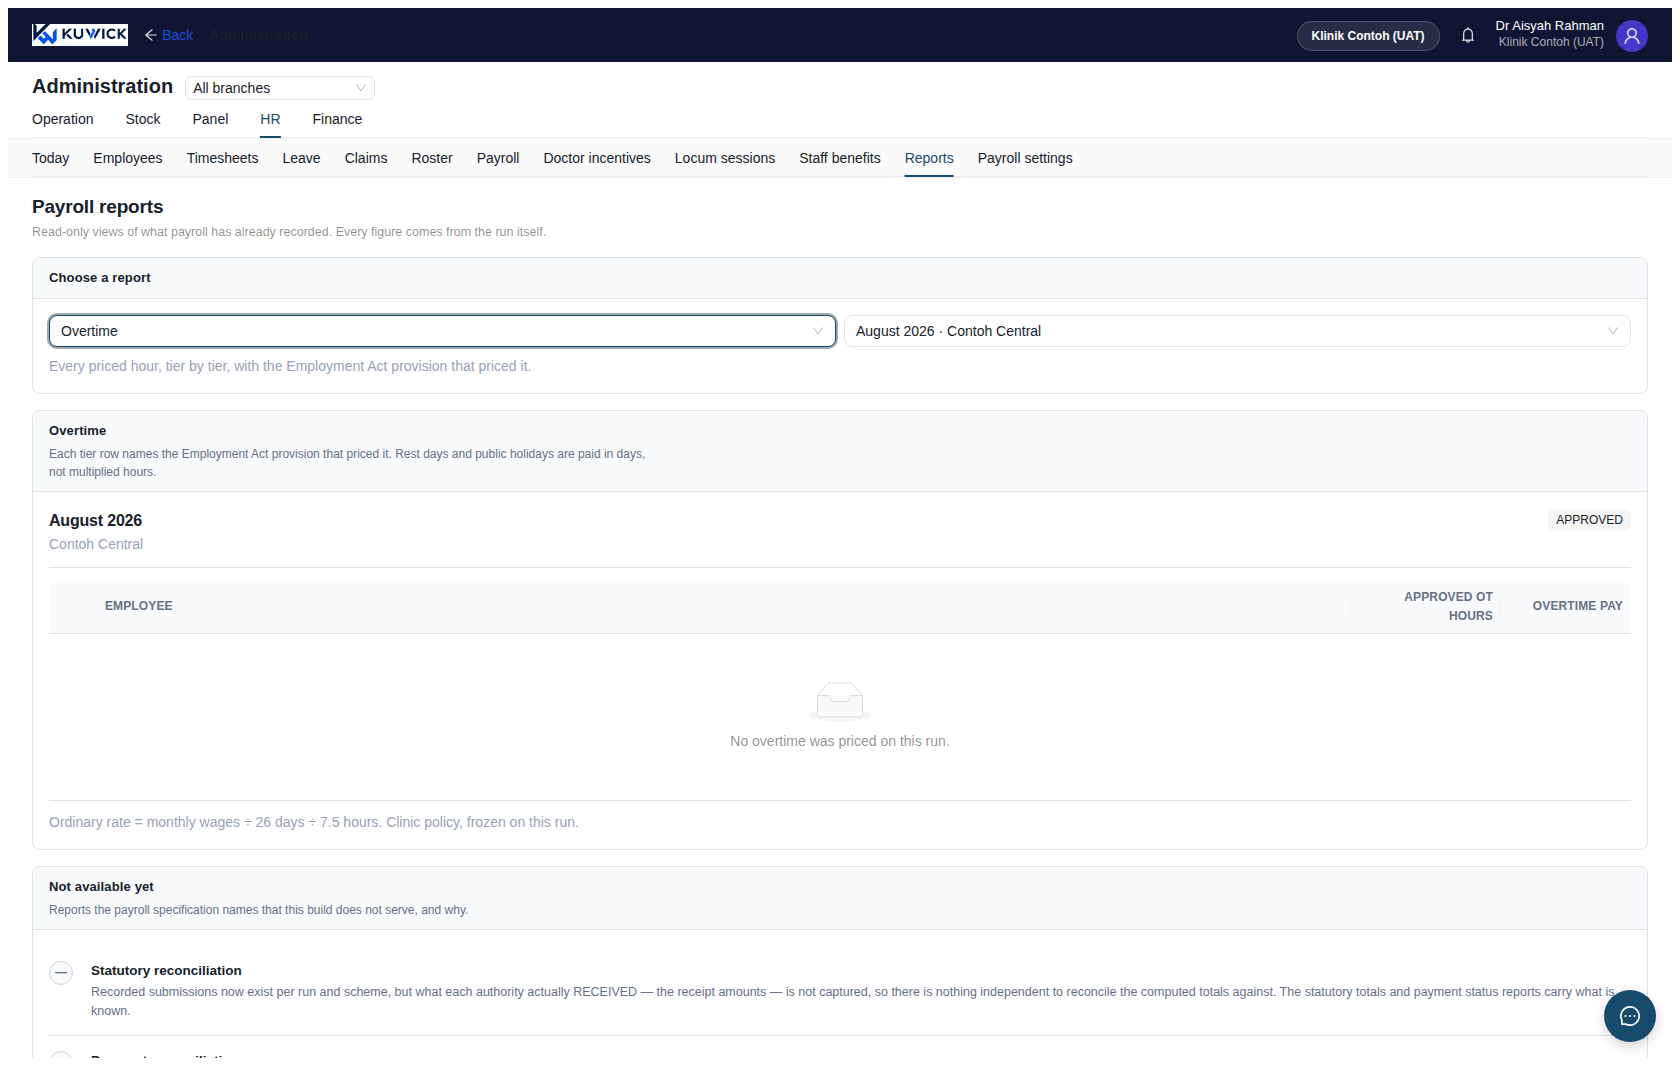 KUWICK
Back Administration
Klinik Contoh (UAT)
Dr Aisyah Rahman
Klinik Contoh (UAT)
Administration
All branches
Operation Stock Panel HR Finance
Today Employees Timesheets Leave Claims Roster Payroll Doctor incentives Locum sessions Staff benefits Reports Payroll settings
Payroll reports
Read-only views of what payroll has already recorded. Every figure comes from the run itself.
Choose a report
Overtime
August 2026 · Contoh Central
Every priced hour, tier by tier, with the Employment Act provision that priced it.
Overtime
Each tier row names the Employment Act provision that priced it. Rest days and public holidays are paid in days,
not multiplied hours.
August 2026
APPROVED
Contoh Central
EMPLOYEE
APPROVED OT
HOURS
OVERTIME PAY
No overtime was priced on this run.
Ordinary rate = monthly wages ÷ 26 days ÷ 7.5 hours. Clinic policy, frozen on this run.
Not available yet
Reports the payroll specification names that this build does not serve, and why.
Statutory reconciliation
Recorded submissions now exist per run and scheme, but what each authority actually RECEIVED — the receipt amounts — is not captured, so there is nothing independent to reconcile the computed totals against. The statutory totals and payment status reports carry what is
known.